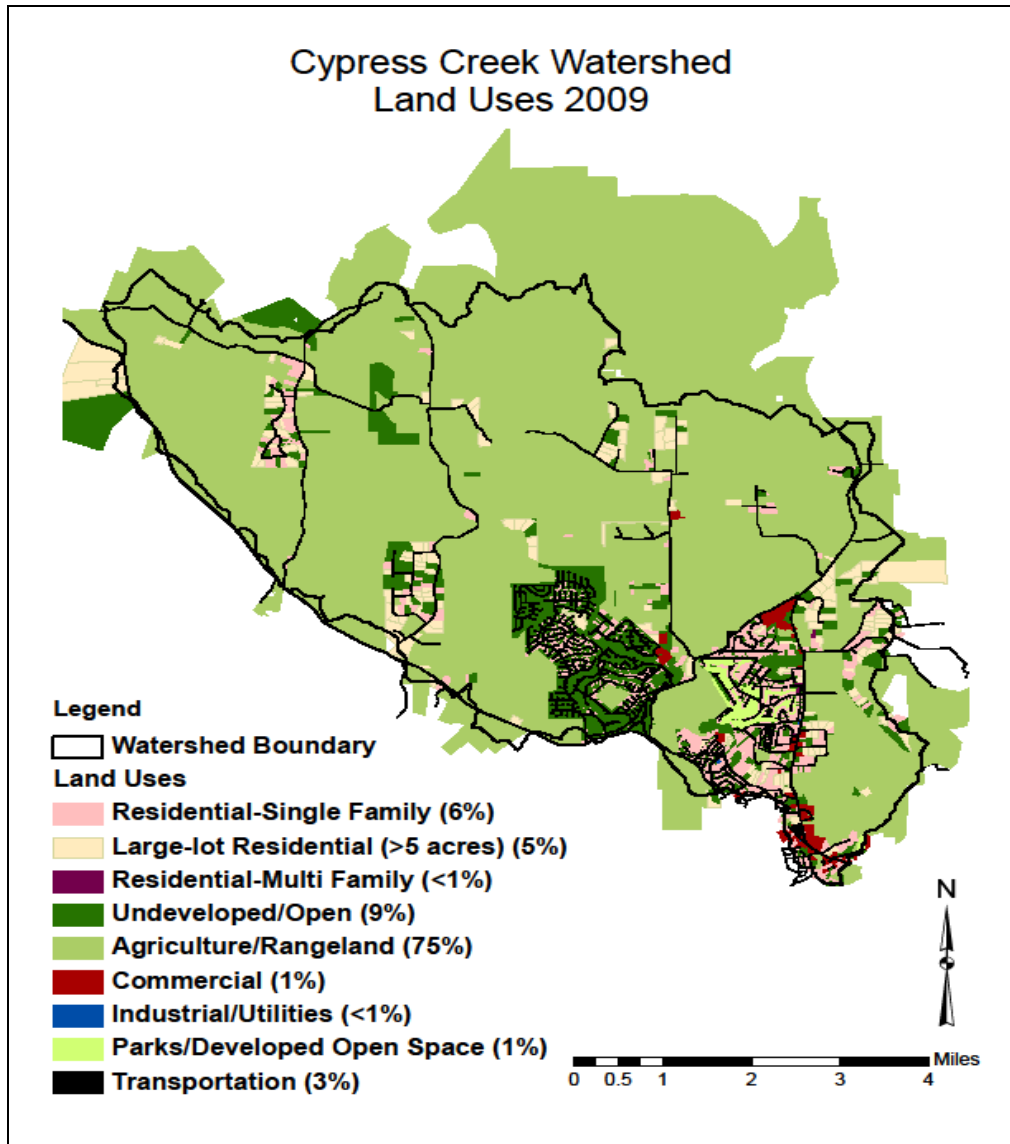 Cypress Creek Watershed
Land Uses 2009
Legend
Watershed Boundary
Land Uses
Residential-Single Family (6%)
Large-lot Residential (>5 acres) (5%)
Residential-Multi Family (<1%)
Undeveloped/Open (9%)
Agriculture/Rangeland (75%)
Commercial (1%)
Industrial/Utilities (<1%)
Parks/Developed Open Space (1%)
Transportation (3%)
N
Miles
0 0.5 1 2 3 4